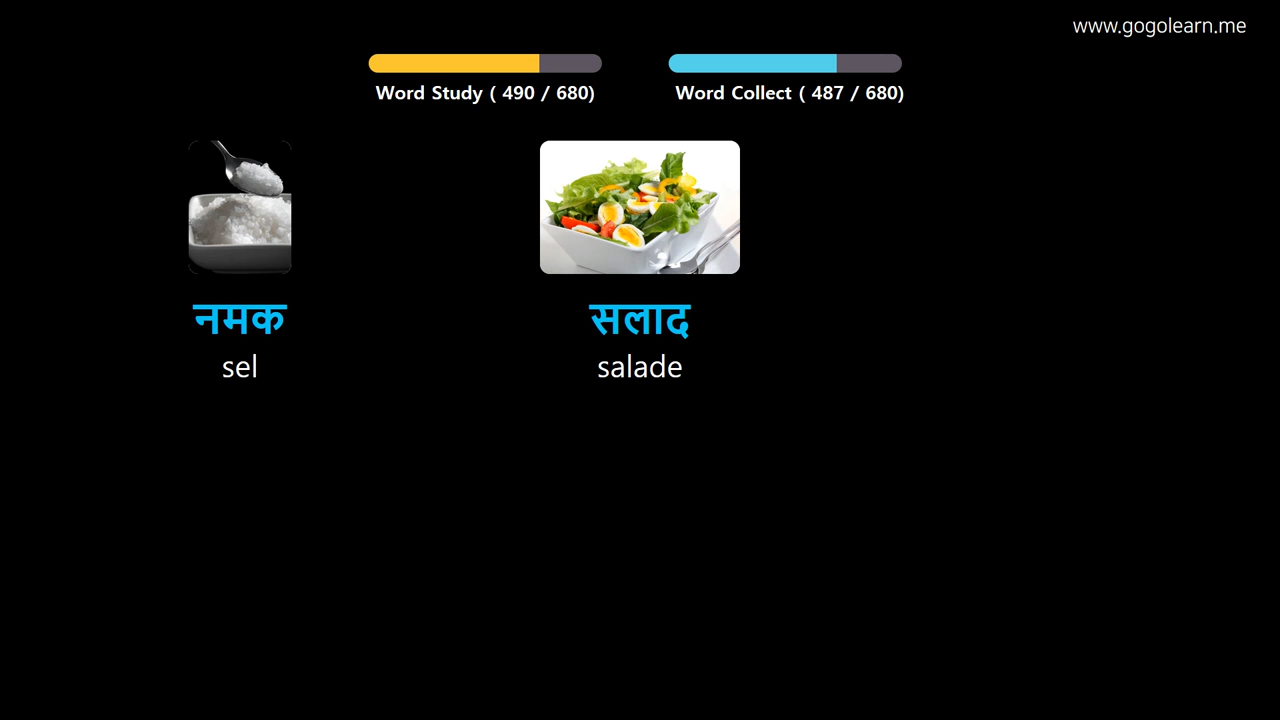 www.gogolearn.me
Word Study ( 490 / 680)
Word Collect ( 487 / 680)
नमक
sel
सलाद
salade